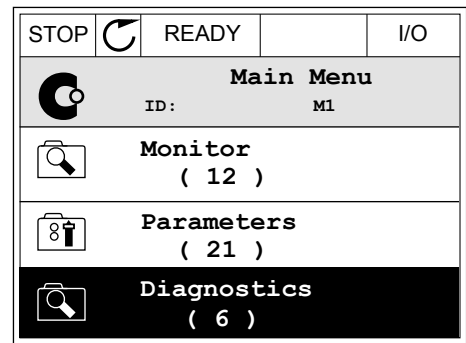 STOP READY I/O
Main Menu
ID: M1
Monitor
( 12 )
Parameters
( 21 )
Diagnostics
( 6 )